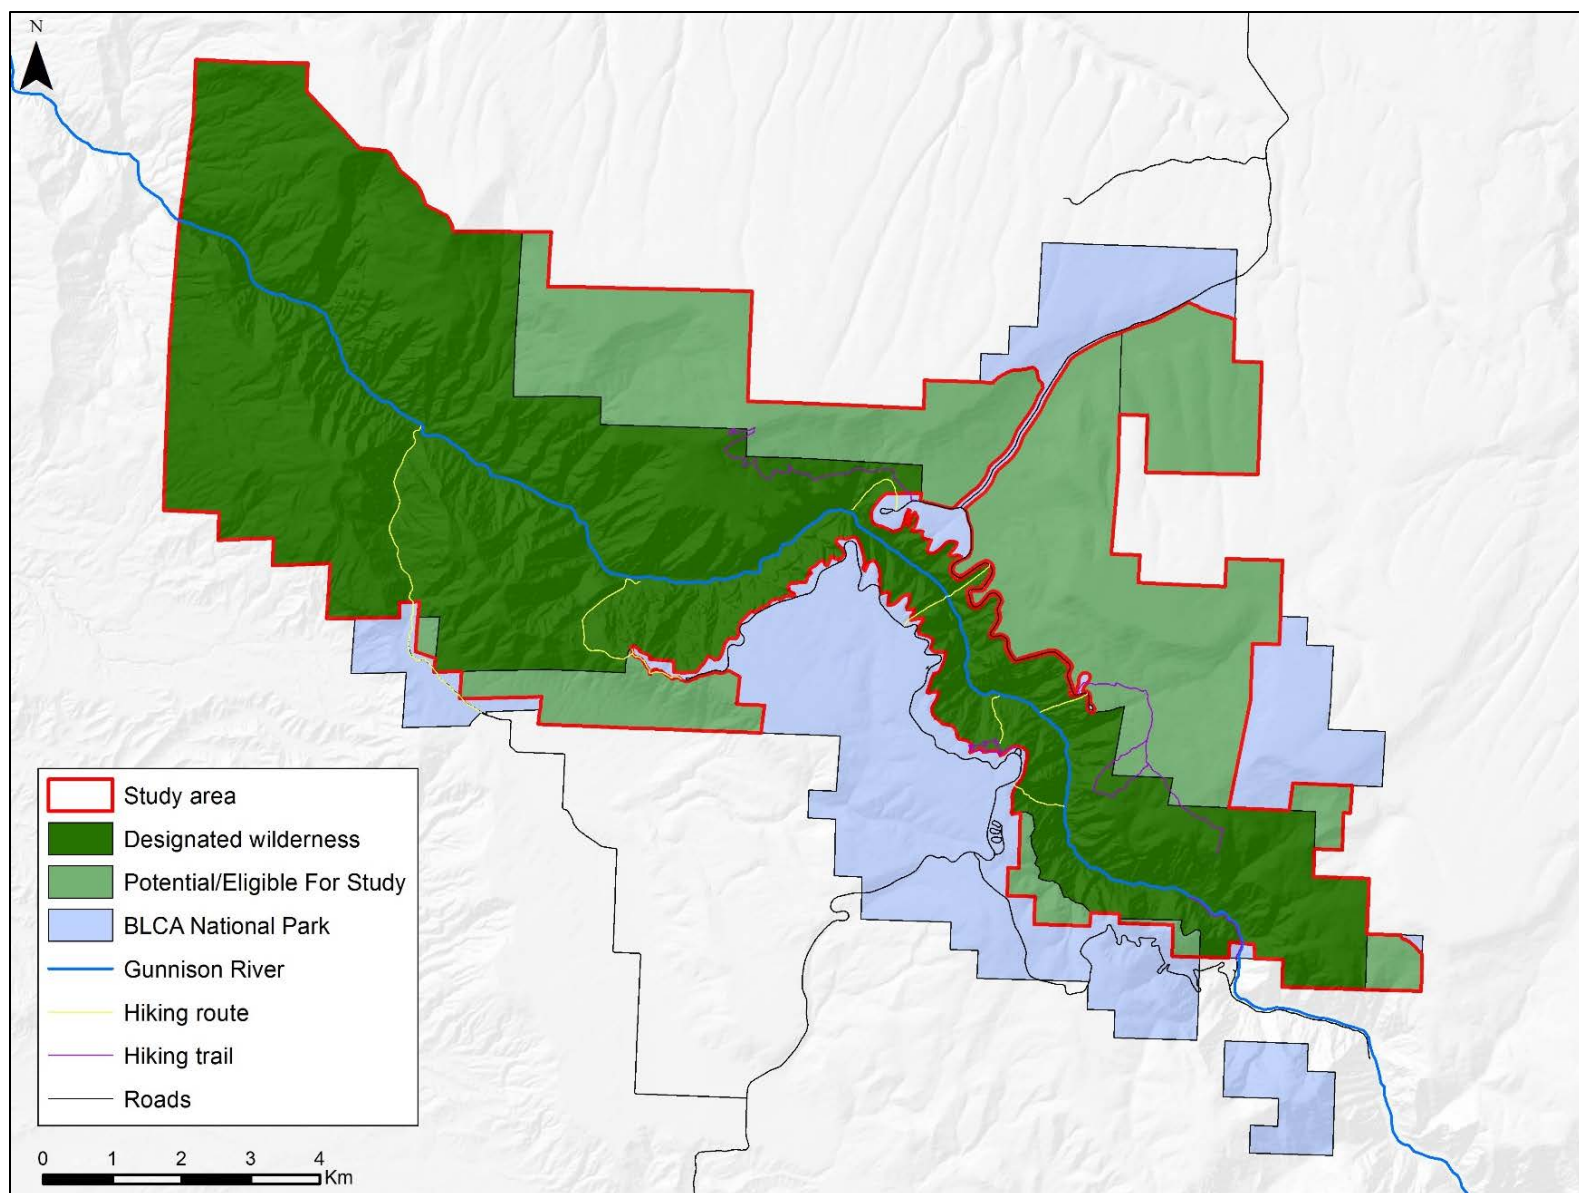 N
Study area
Designated wilderness
Potential/Eligible For Study
BLCA National Park
Gunnison River
Hiking route
Hiking trail
Roads
0 1 2 3 4
Km